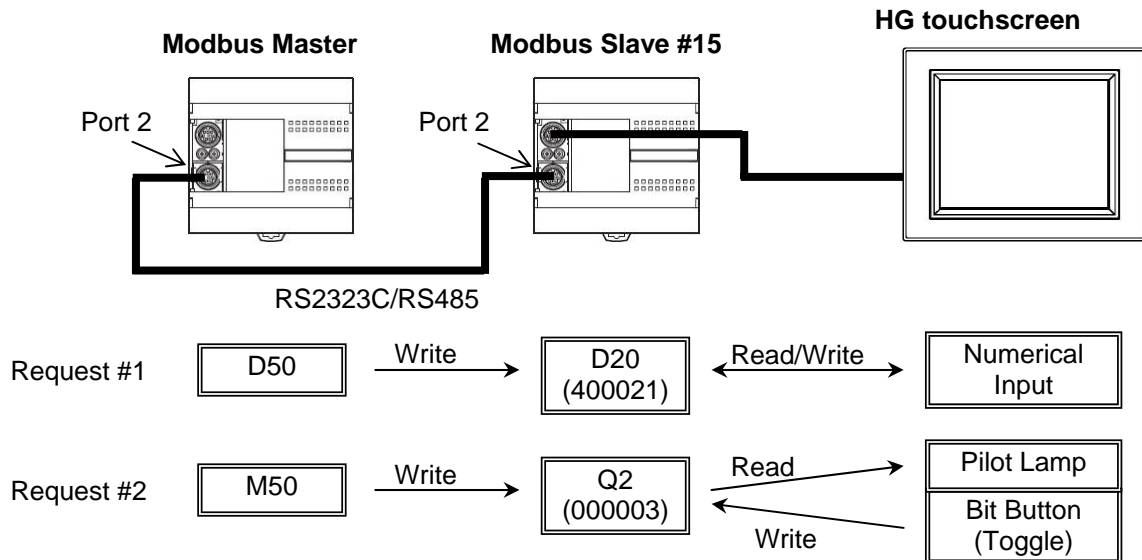 HG touchscreen
Modbus Master
Modbus Slave #15
Port 2
Port 2
RS2323C/RS485
Request #1
D50
Write
D20
(400021)
Read/Write
Numerical
Input
Request #2
M50
Write
Q2
(000003)
Read
Write
Pilot Lamp
Bit Button
(Toggle)